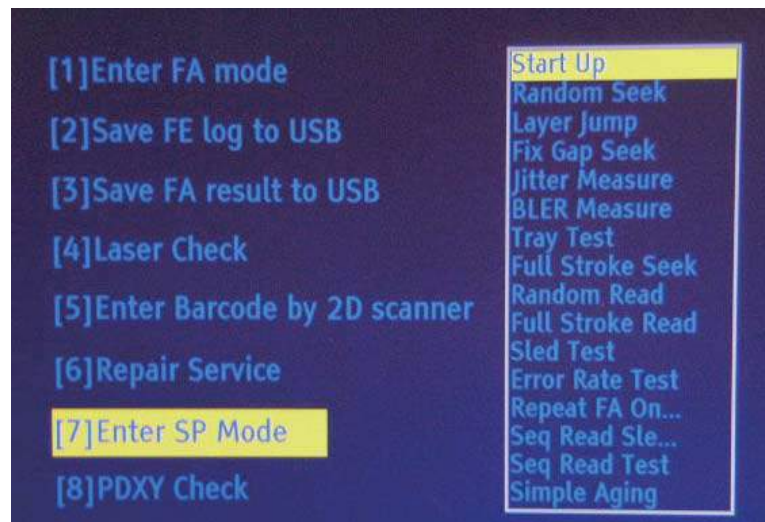 [1]Enter FA mode
[2]Save FE log to USB
[3]Save FA result to USB
[4]Laser Check
[5]Enter Barcode by 2D scanner
[6]Repair Service
[7]Enter SP Mode
[8]PDXY Check
Start Up
Random Seek
Layer Jump
Fix Gap Seek
Jitter Measure
BLER Measure
Tray Test
Full Stroke Seek
Random Read
Full Stroke Read
Sled Test
Error Rate Test
Repeat FA On...
Seq Read Sle...
Seq Read Test
Simple Aging